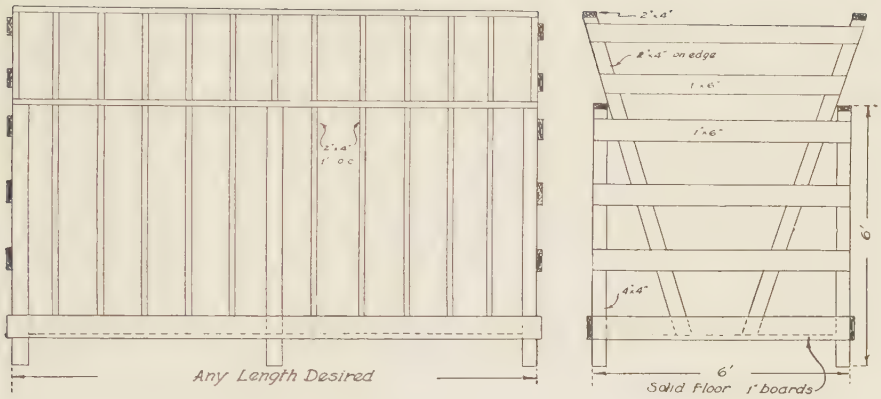 2"x4"
1' O.C.
Any Length Desired
2"x4"
2"x4" on edge
1"x6"
1"x6"
6'
4"x4"
6'
Solid Floor 1" boards